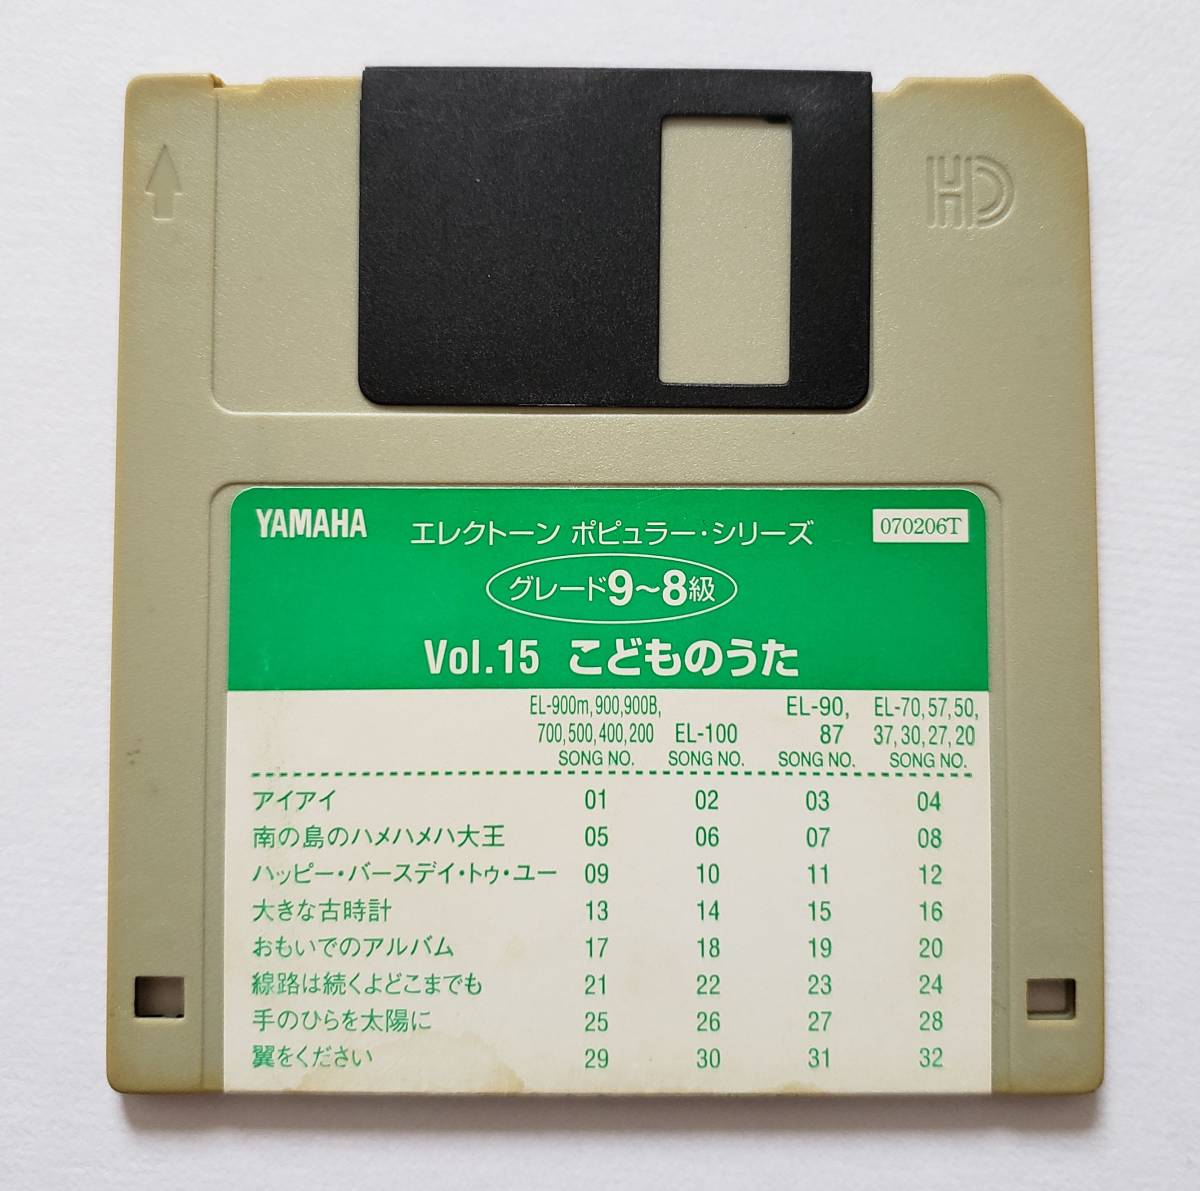 HD
YAMAHA エレクトーン ポピュラー・シリーズ 070206T
グレード9～8級
Vol.15 こどものうた
EL-900m,900,900B, 700,500,400,200 SONG NO.
EL-100 SONG NO.
EL-90, 87 SONG NO.
EL-70,57,50, 37,30,27,20 SONG NO.
アイアイ 01 02 03 04
南の島のハメハメハ大王 05 06 07 08
ハッピー・バースデイ・トゥ・ユー 09 10 11 12
大きな古時計 13 14 15 16
おもいでのアルバム 17 18 19 20
線路は続くよどこまでも 21 22 23 24
手のひらを太陽に 25 26 27 28
翼をください 29 30 31 32